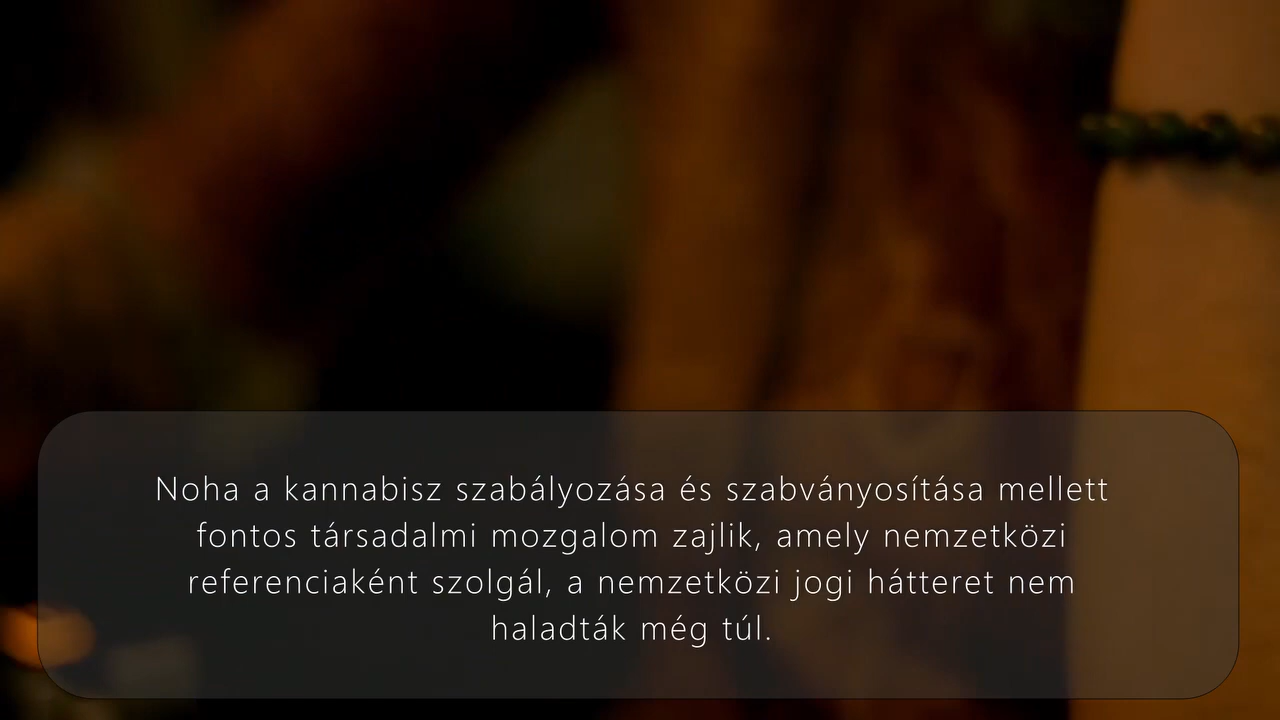 Noha a kannabisz szabályozása és szabványosítása mellett
fontos társadalmi mozgalom zajlik, amely nemzetközi
referenciaként szolgál, a nemzetközi jogi hátteret nem
haladták még túl.